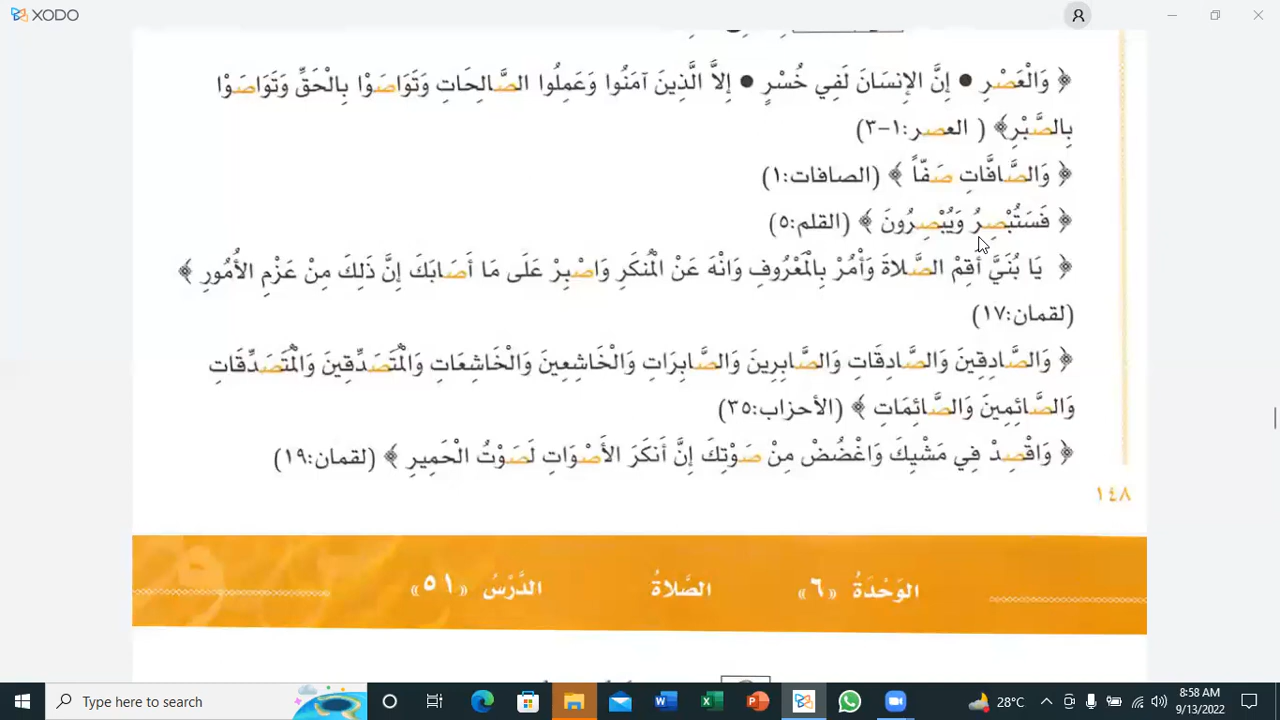 XODO
﴿ وَالْعَصْرِ ● إِنَّ الإِنسَانَ لَفِي خُسْرٍ ● إِلاَّ الَّذِينَ آمَنُوا وَعَمِلُوا الصَّالِحَاتِ وَتَوَاصَوْا بِالْحَقِّ وَتَوَاصَوْا
بِالصَّبْرِ﴾ ( العصر:١-٣)
﴿ وَالصَّافَّاتِ صَفّاً ﴾ (الصافات:١)
﴿ فَسَتُبْصِرُ وَيُبْصِرُونَ ﴾ (القلم:٥)
﴿ يَا بُنَيَّ أَقِمْ الصَّلاةَ وَأْمُرْ بِالْمَعْرُوفِ وَانْهَ عَنْ الْمُنكَرِ وَاصْبِرْ عَلَى مَا أَصَابَكَ إِنَّ ذَلِكَ مِنْ عَزْمِ الأُمُورِ ﴾
(لقمان:١٧)
﴿ وَالصَّادِقِينَ وَالصَّادِقَاتِ وَالصَّابِرِينَ وَالصَّابِرَاتِ وَالْخَاشِعِينَ وَالْخَاشِعَاتِ وَالْمُتَصَدِّقِينَ وَالْمُتَصَدِّقَاتِ
وَالصَّائِمِينَ وَالصَّائِمَاتِ ﴾ (الأحزاب:٣٥)
﴿ وَاقْصِدْ فِي مَشْيِكَ وَاغْضُضْ مِنْ صَوْتِكَ إِنَّ أَنكَرَ الأَصْوَاتِ لَصَوْتُ الْحَمِيرِ ﴾ (لقمان:١٩)
١٤٨
الوَحْدَةُ «٦» الصَّلاةُ الدَّرْسُ «٥١»
Type here to search
28°C
8:58 AM
9/13/2022